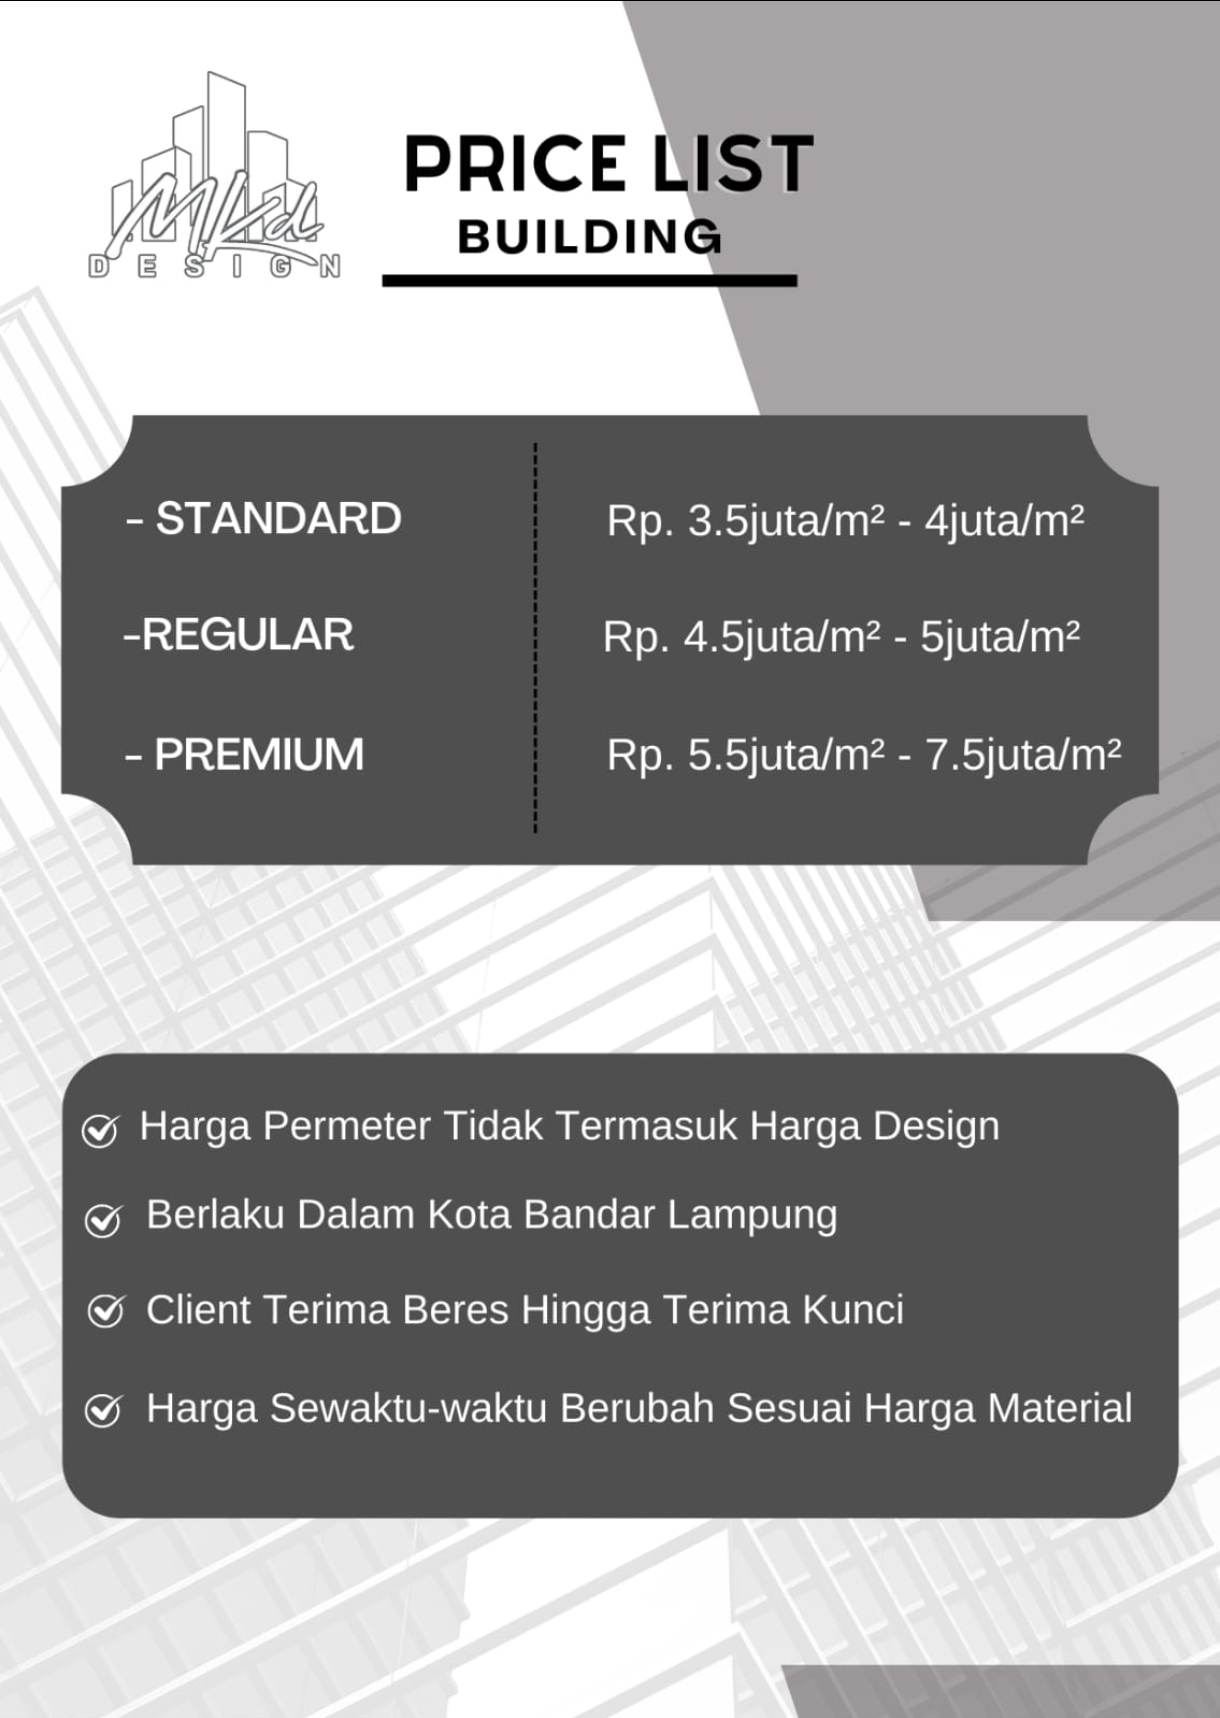 Mkd
DESIGN
PRICE LIST
BUILDING
- STANDARD
Rp. 3.5juta/m² - 4juta/m²
-REGULAR
Rp. 4.5juta/m² - 5juta/m²
- PREMIUM
Rp. 5.5juta/m² - 7.5juta/m²
Harga Permeter Tidak Termasuk Harga Design
Berlaku Dalam Kota Bandar Lampung
Client Terima Beres Hingga Terima Kunci
Harga Sewaktu-waktu Berubah Sesuai Harga Material